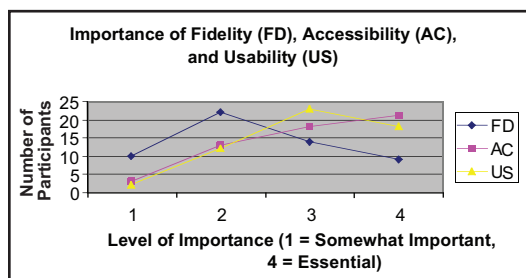 Importance of Fidelity (FD), Accessibility (AC),
and Usability (US)
Number of
Participants
25
20
15
10
5
0
1 2 3 4
FD
AC
US
Level of Importance (1 = Somewhat Important,
4 = Essential)